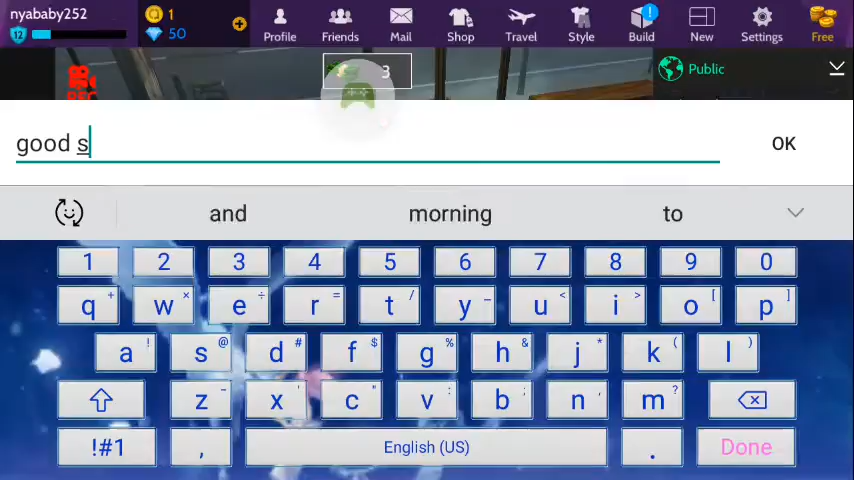 nyababy252
12
1
50
+
Profile
Friends
Mail
Shop
Travel
Style
Build
!
New
Settings
Free
REC
3
Public
good s
OK
and
morning
to
1 2 3 4 5 6 7 8 9 0
q + w × e ÷ r = t / y _ u < i > o [ p ]
a ! s @ d # f $ g % h & j * k ( l )
z - x ' c " v : b ; n , m ?
!#1 , English (US) . Done